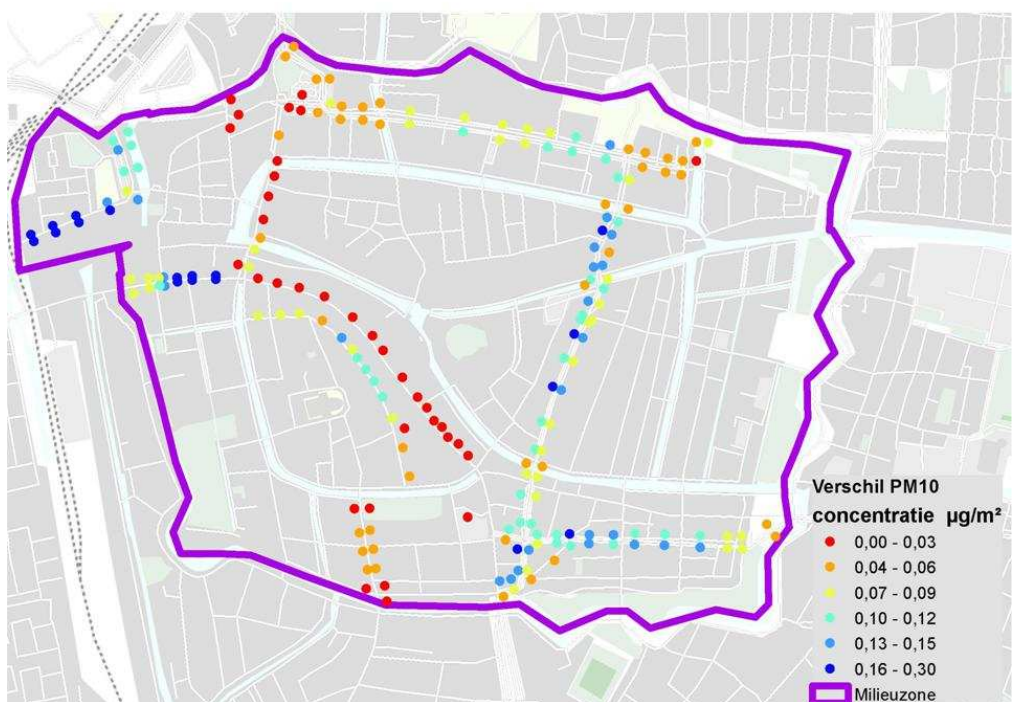 Verschil PM10
concentratie µg/m²
0,00 - 0,03
0,04 - 0,06
0,07 - 0,09
0,10 - 0,12
0,13 - 0,15
0,16 - 0,30
Milieuzone